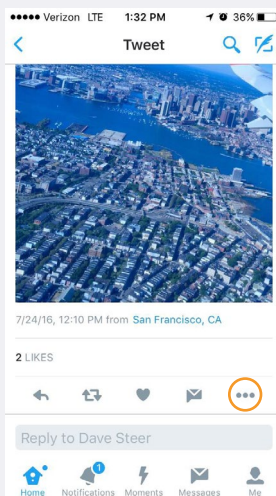 Verizon LTE 1:32 PM 36%
Tweet
7/24/16, 12:10 PM from San Francisco, CA
2 LIKES
Reply to Dave Steer
1
Home Notifications Moments Messages Me